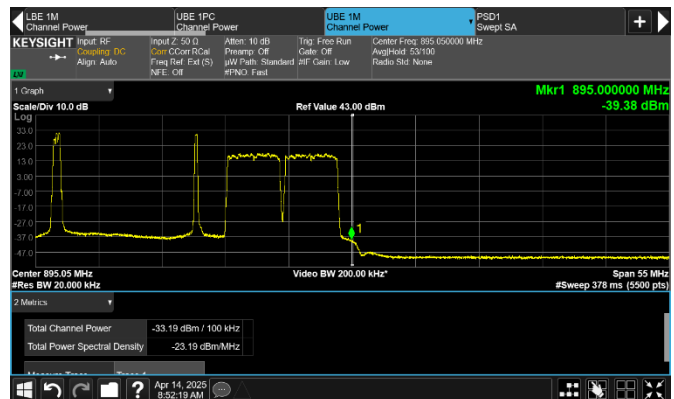 LBE 1M
Channel Power
UBE 1PC
Channel Power
UBE 1M
Channel Power
PSD1
Swept SA
KEYSIGHT
Input: RF
Coupling: DC
Align: Auto
Input Z: 50 Ω
Corr CCorr RCal
Freq Ref: Ext (S)
NFE: Off
Atten: 10 dB
Preamp: Off
µW Path: Standard
#PNO: Fast
Trig: Free Run
Gate: Off
#IF Gain: Low
Center Freq: 895.050000 MHz
Avg|Hold: 53/100
Radio Std: None
1 Graph
Mkr1 895.000000 MHz
-39.38 dBm
Scale/Div 10.0 dB
Ref Value 43.00 dBm
Log
33.0
23.0
13.0
3.00
-7.00
-17.0
-27.0
-37.0
-47.0
1
Center 895.05 MHz
Video BW 200.00 kHz*
Span 55 MHz
#Res BW 20.000 kHz
#Sweep 378 ms (5500 pts)
2 Metrics
Total Channel Power -33.19 dBm / 100 kHz
Total Power Spectral Density -23.19 dBm/MHz
Measure Trace Trace 1
?
Apr 14, 2025
8:52:19 AM